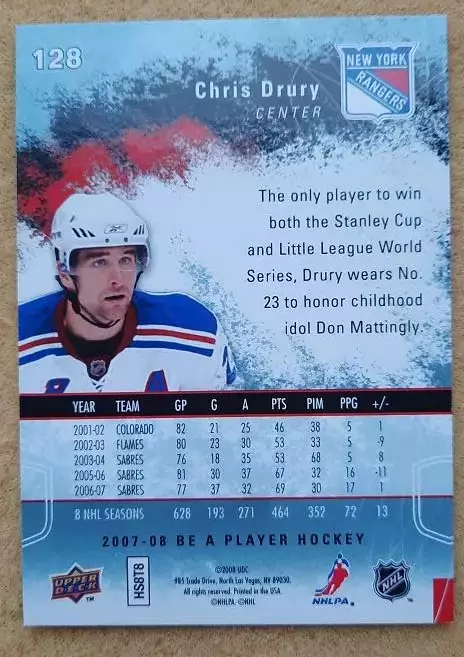 128
NEW YORK
RANGERS
Chris Drury
CENTER
The only player to win
both the Stanley Cup
and Little League World
Series, Drury wears No.
23 to honor childhood
idol Don Mattingly.
A
YEAR TEAM GP G A PTS PIM PPG +/-
2001-02 COLORADO 82 21 25 46 38 5 1
2002-03 FLAMES 80 23 30 53 33 5 -9
2003-04 SABRES 76 18 35 53 68 5 8
2005-06 SABRES 81 30 37 67 32 16 -11
2006-07 SABRES 77 37 32 69 30 17 1
8 NHL SEASONS 628 193 271 464 352 72 13
2007-08 BE A PLAYER HOCKEY
UPPER
DECK
TM
HS8T8
©2008 UDC
985 Trade Drive, North Las Vegas, NV 89030.
All rights reserved. Printed in the USA.
©NHLPA. ©NHL
NHLPA
TM
NHL